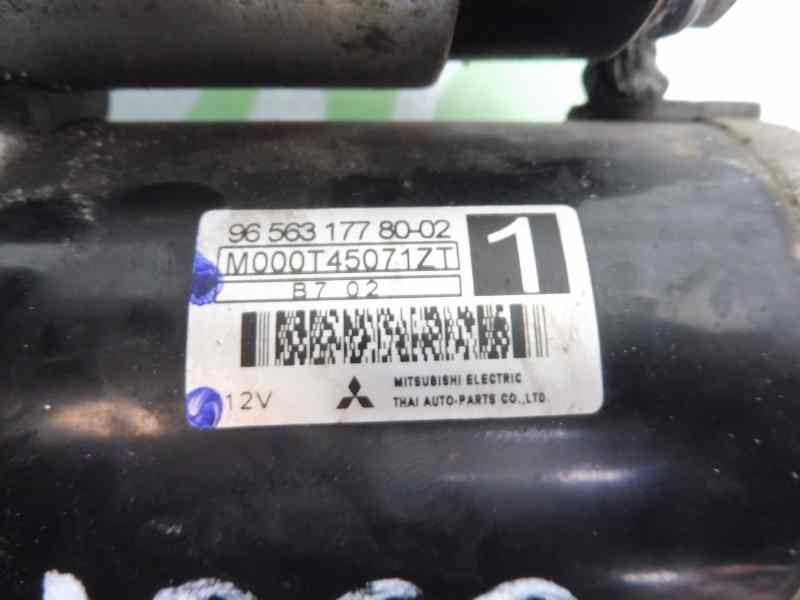 96 563 177 80-02
1
M000T45071ZT
B7 02
12V
MITSUBISHI ELECTRIC
THAI AUTO-PARTS CO.,LTD.